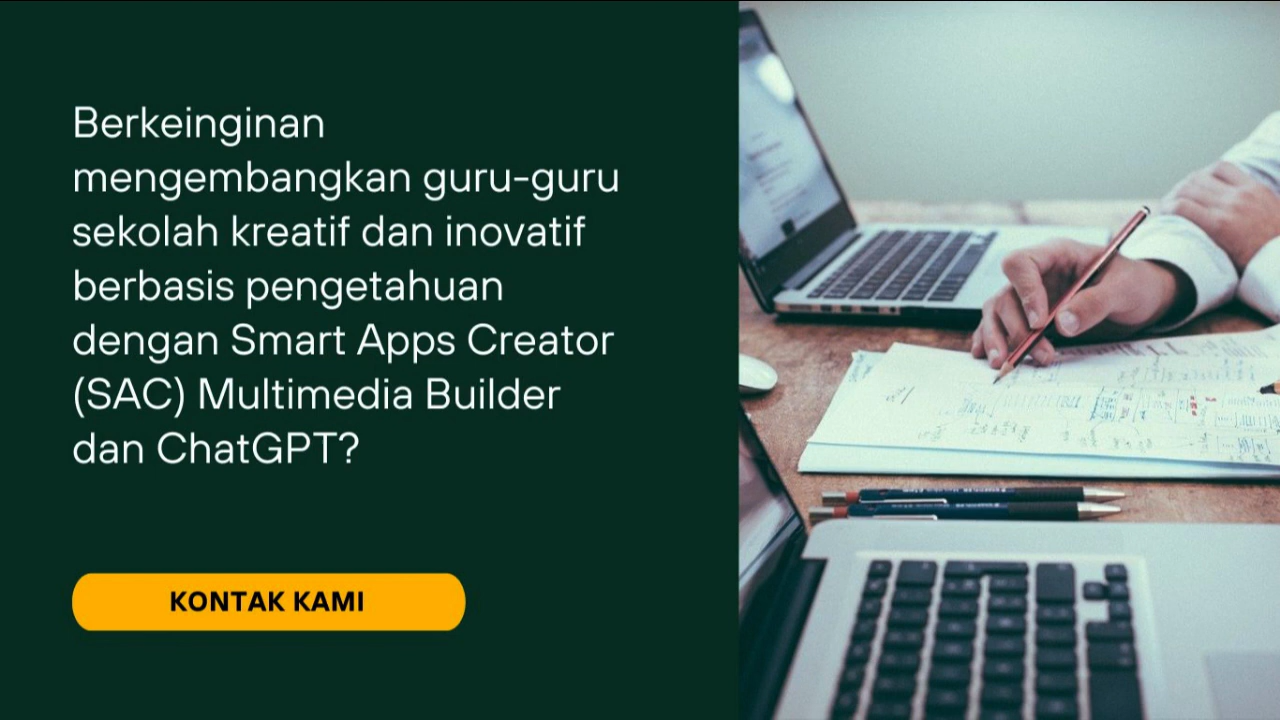 Berkeinginan
mengembangkan guru-guru
sekolah kreatif dan inovatif
berbasis pengetahuan
dengan Smart Apps Creator
(SAC) Multimedia Builder
dan ChatGPT?
KONTAK KAMI